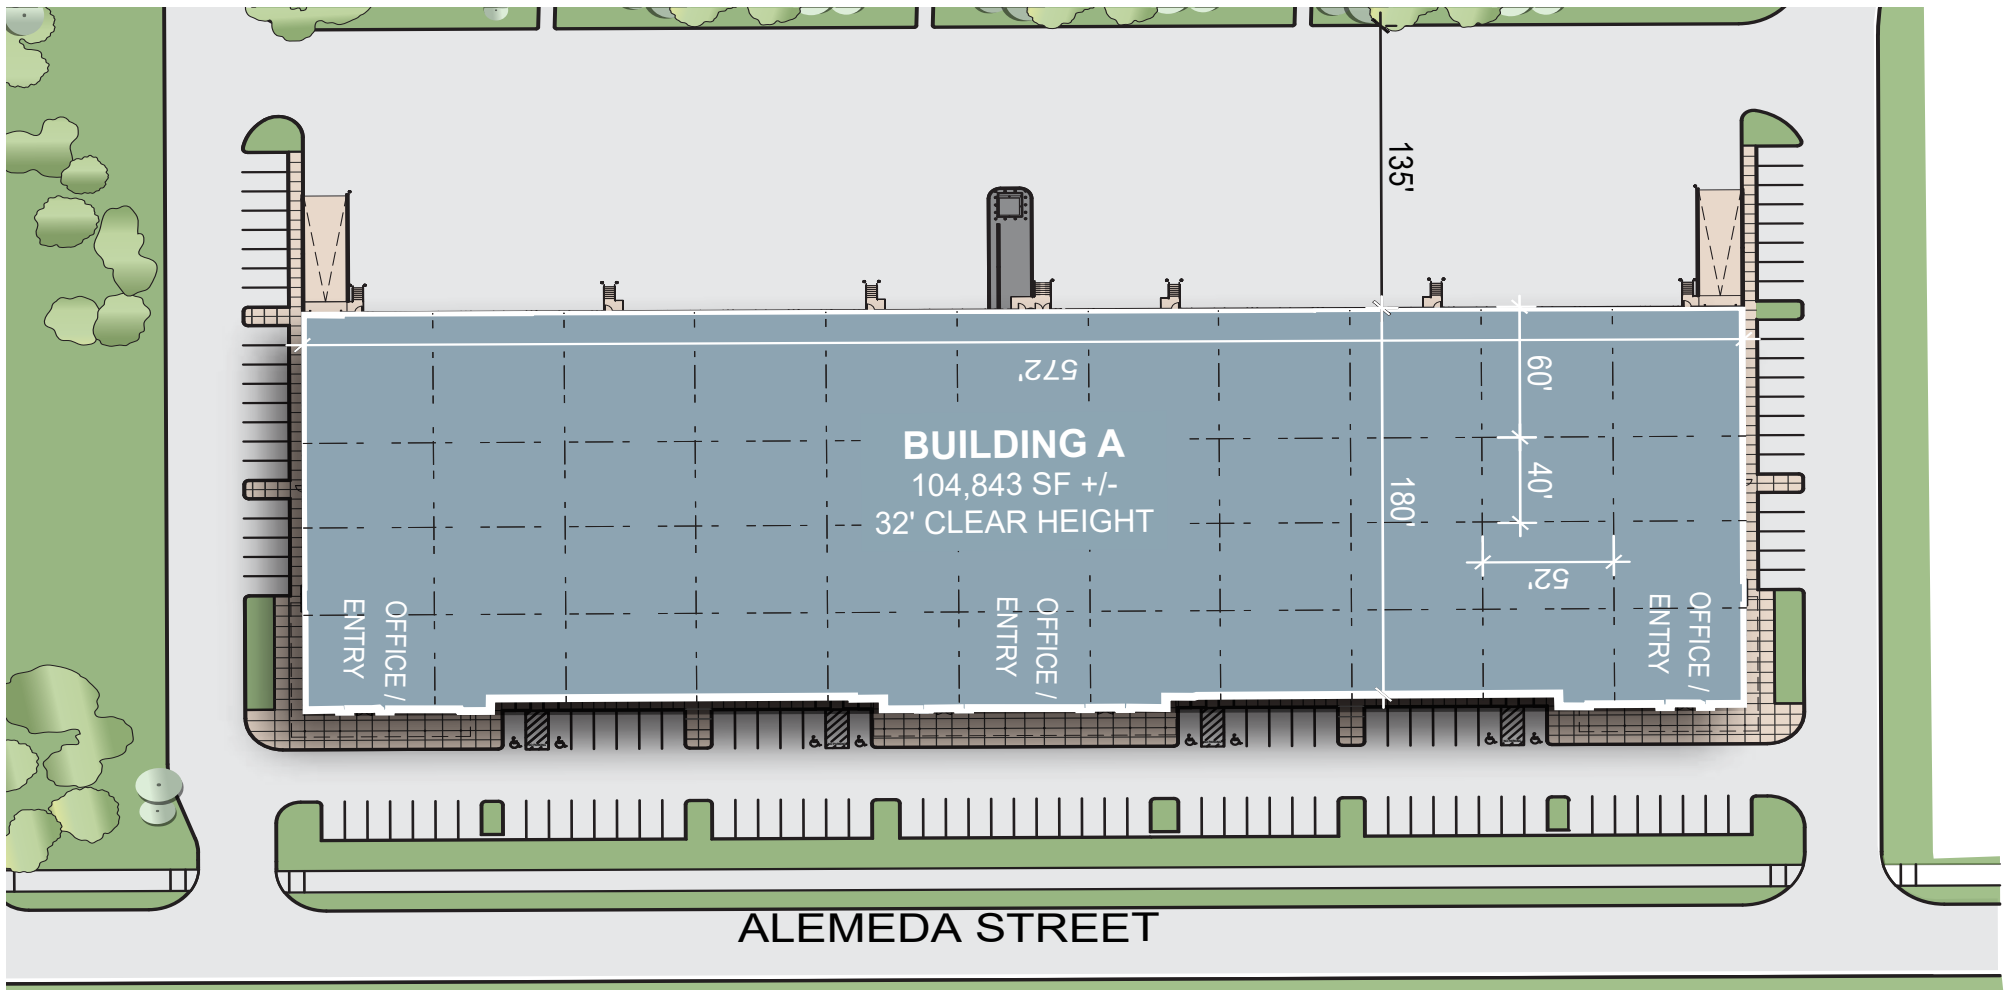 135'
572'
60'
BUILDING A
104,843 SF +/-
32' CLEAR HEIGHT
40'
180'
52'
OFFICE /
ENTRY
OFFICE /
ENTRY
OFFICE /
ENTRY
ALEMEDA STREET